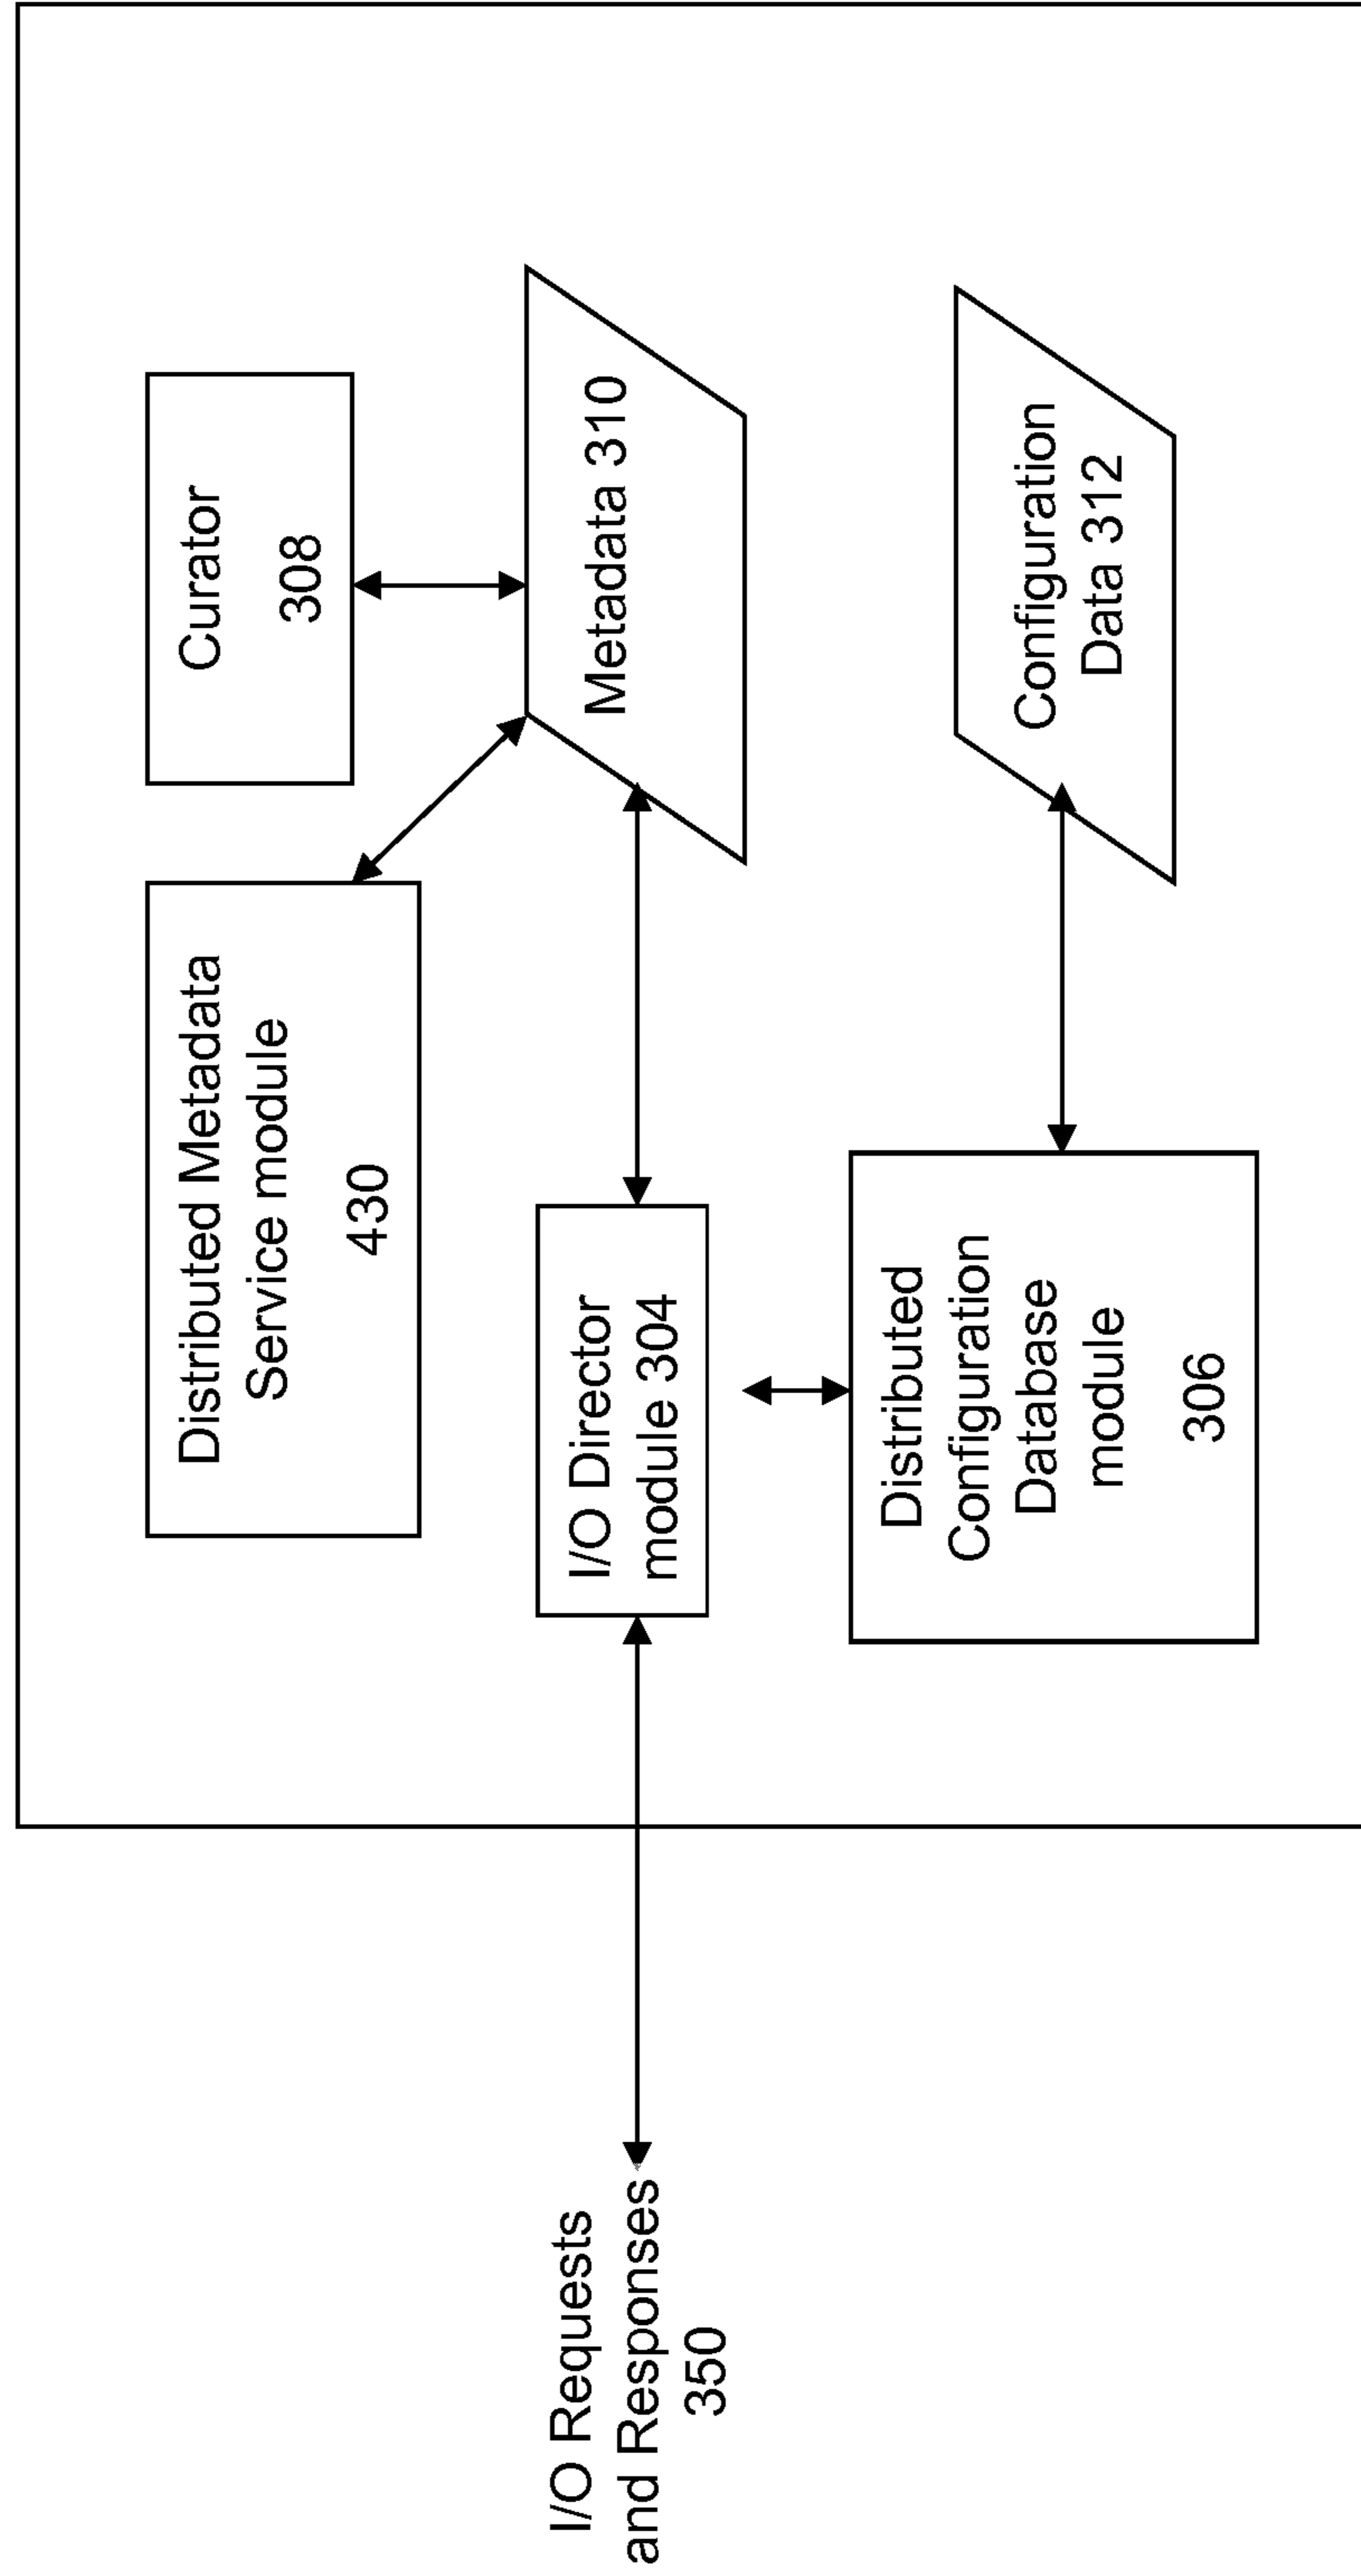 Distributed Metadata
Service module
430
Curator
308
I/O Requests
and Responses
350
I/O Director
module 304
Metadata 310
Distributed
Configuration
Database
module
306
Configuration
Data 312